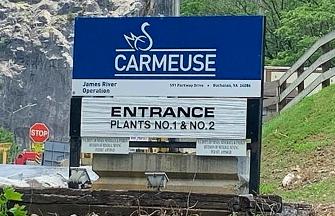 CARMEUSE
James River
Operation
591 Parkway Drive • Buchanan, VA 24066
STOP
ENTRANCE
PLANTS NO.1 & NO.2